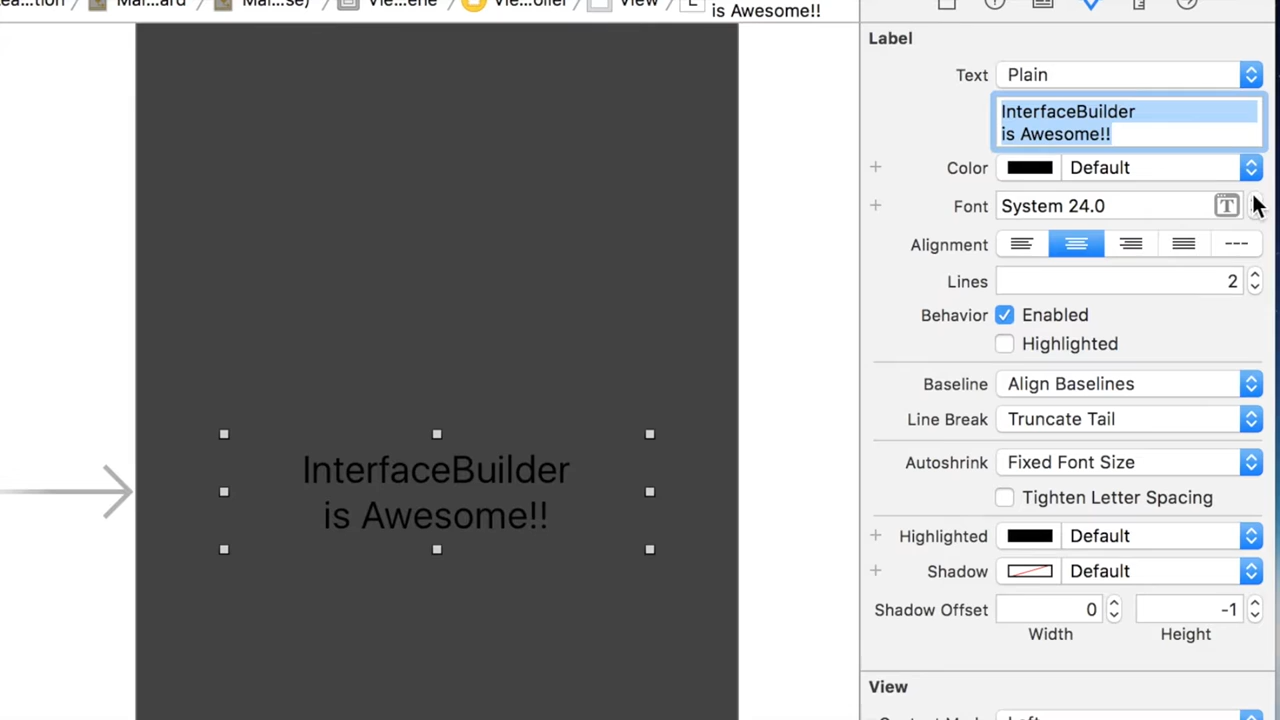 View
is Awesome!!
Label
Text Plain
InterfaceBuilder
is Awesome!!
Color Default
Font System 24.0 T
Alignment
Lines 2
Behavior Enabled
Highlighted
Baseline Align Baselines
Line Break Truncate Tail
Autoshrink Fixed Font Size
Tighten Letter Spacing
Highlighted Default
Shadow Default
Shadow Offset 0 -1
Width Height
View
InterfaceBuilder
is Awesome!!